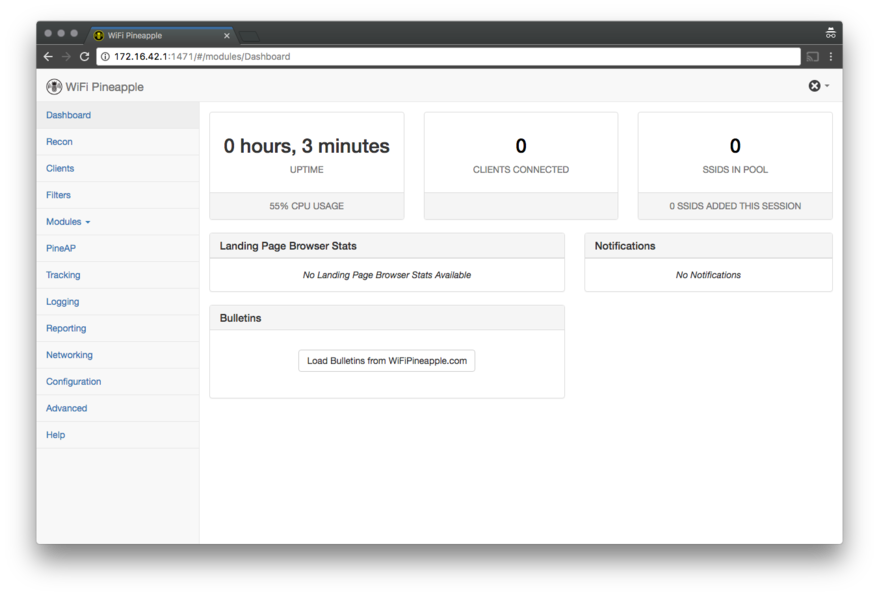 WiFi Pineapple
172.16.42.1:1471/#/modules/Dashboard
WiFi Pineapple
Dashboard
Recon
Clients
Filters
Modules
PineAP
Tracking
Logging
Reporting
Networking
Configuration
Advanced
Help
0 hours, 3 minutes
UPTIME
55% CPU USAGE
0
CLIENTS CONNECTED
0
SSIDS IN POOL
0 SSIDS ADDED THIS SESSION
Landing Page Browser Stats
No Landing Page Browser Stats Available
Notifications
No Notifications
Bulletins
Load Bulletins from WiFiPineapple.com